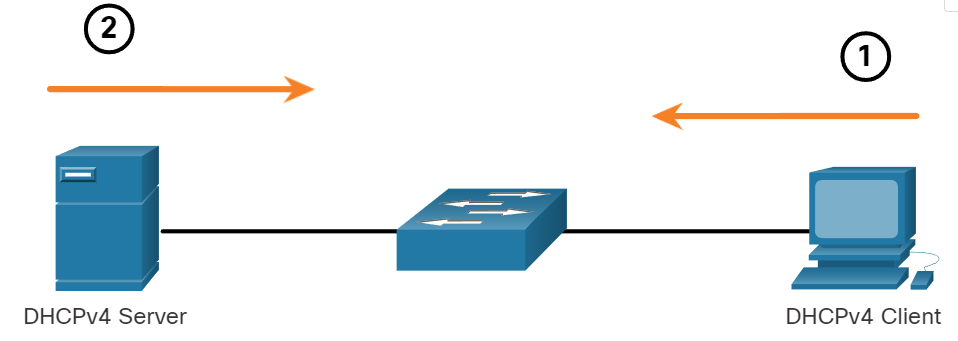 2
1
DHCPv4 Server
DHCPv4 Client